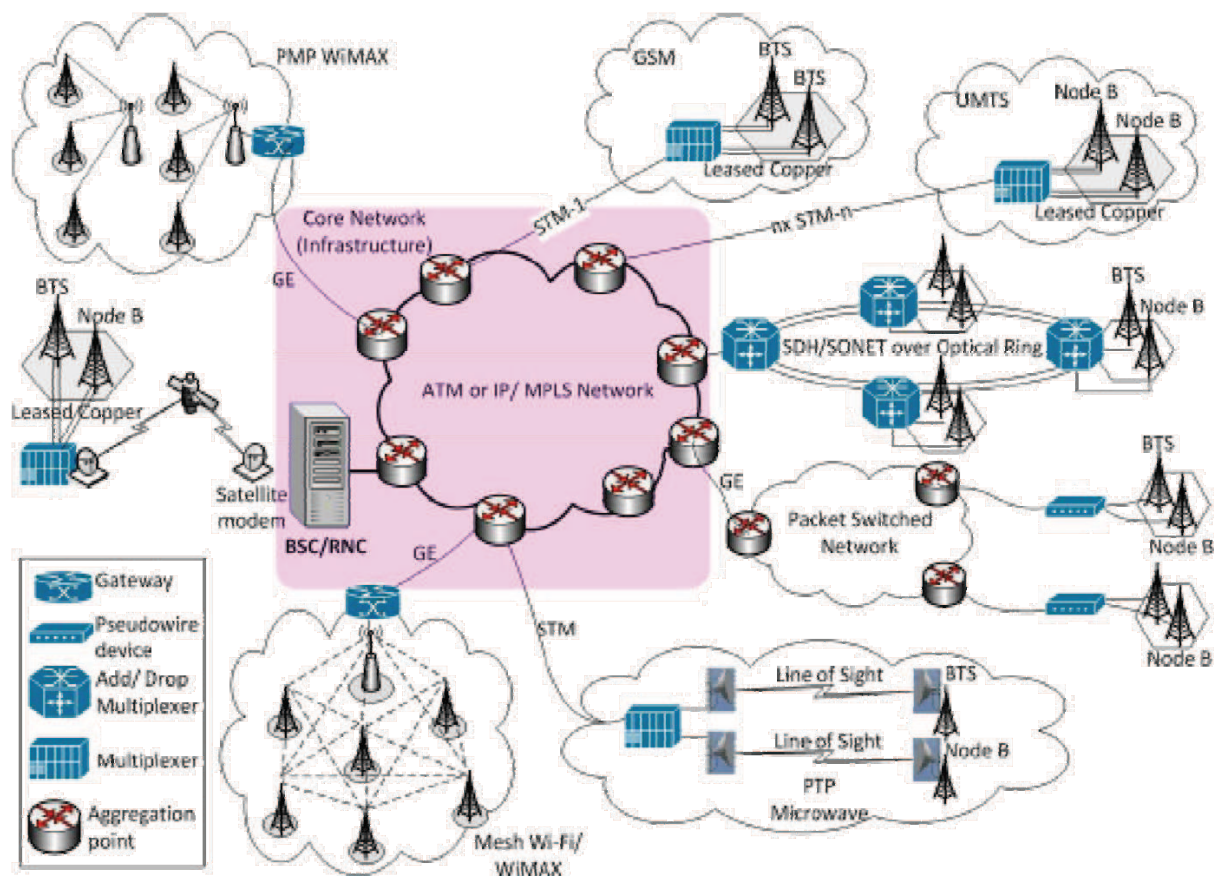 PMP WiMAX
GSM
BTS
BTS
Leased Copper
UMTS
Node B
Node B
Leased Copper
Core Network
(Infrastructure)
STM-1
nx STM-n
GE
BTS
Node B
Leased Copper
Satellite
modem
ATM or IP/ MPLS Network
BSC/RNC
SDH/SONET over Optical Ring
BTS
Node B
GE
Packet Switched
Network
BTS
Node B
Node B
GE
STM
Gateway
Pseudowire
device
Add/ Drop
Multiplexer
Multiplexer
Aggregation
point
Mesh Wi-Fi/
WiMAX
Line of Sight
BTS
Line of Sight
Node B
PTP
Microwave